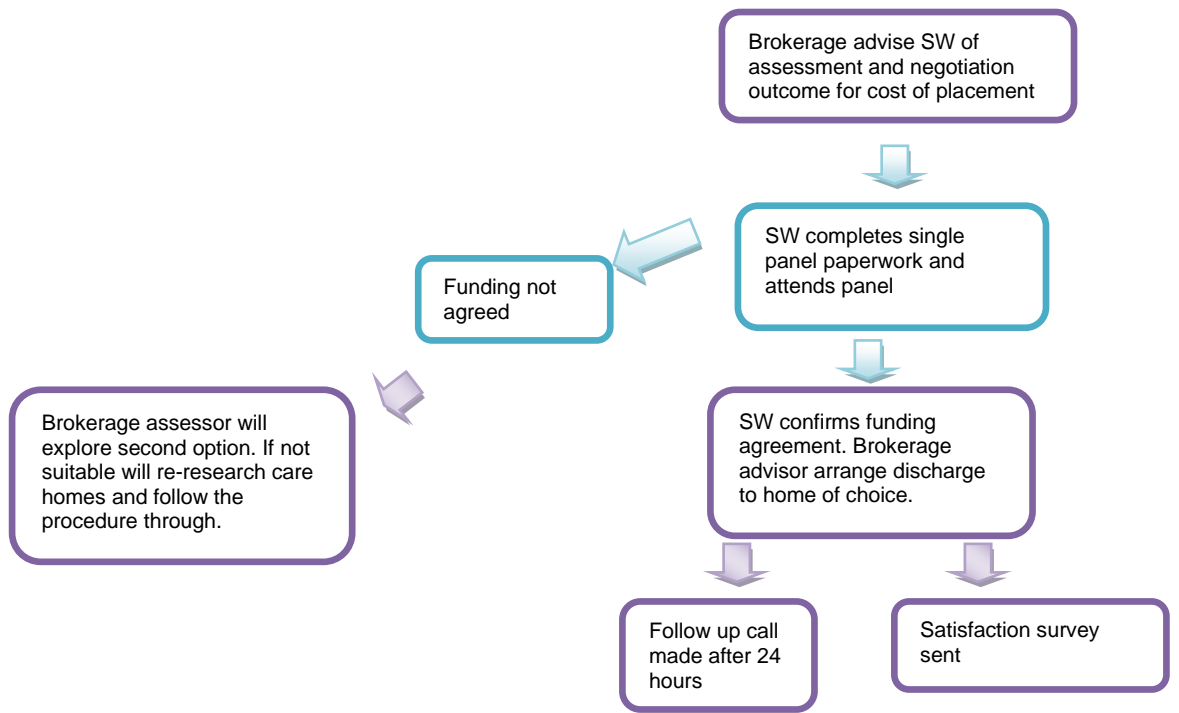 Brokerage advise SW of
assessment and negotiation
outcome for cost of placement
SW completes single
panel paperwork and
attends panel
Funding not
agreed
Brokerage assessor will
explore second option. If not
suitable will re-research care
homes and follow the
procedure through.
SW confirms funding
agreement. Brokerage
advisor arrange discharge
to home of choice.
Follow up call
made after 24
hours
Satisfaction survey
sent